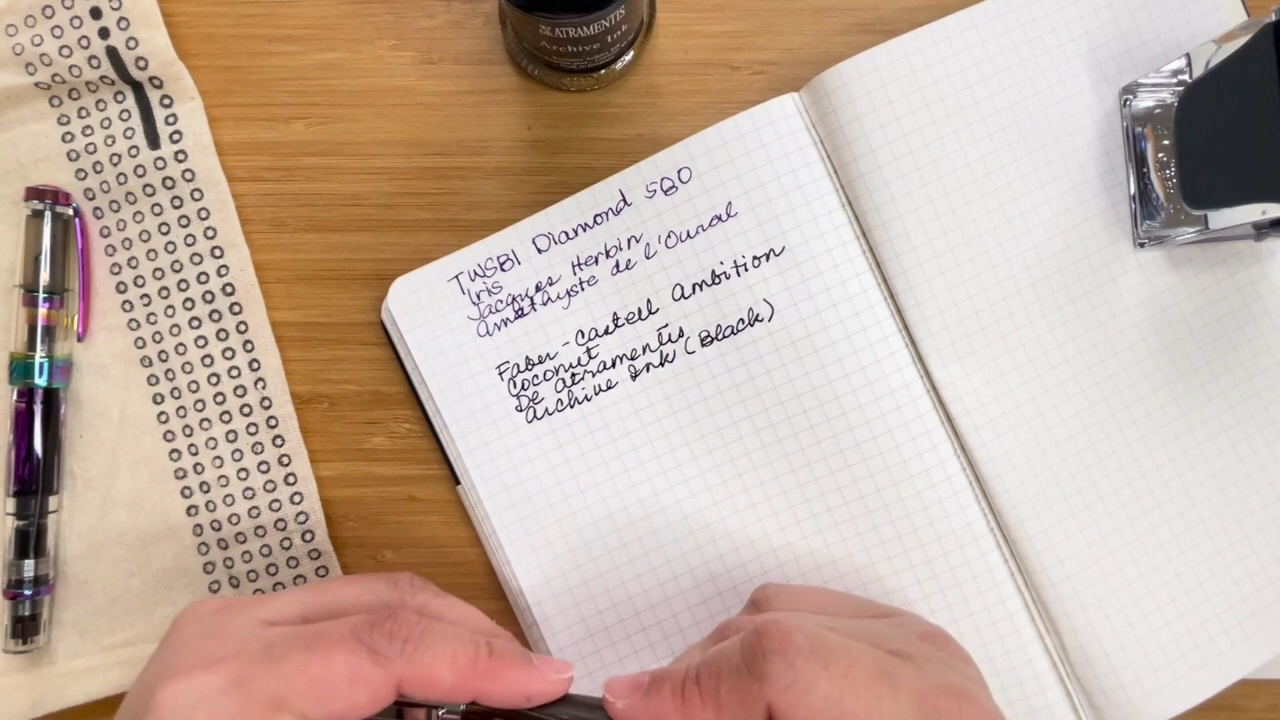 DE ATRAMENTIS
Archive Ink
TWSBI Diamond 580
Iris
Jacques Herbin
amethyste de l'Oural
Faber-Castell ambition
Coconut
De atramentis
archive Ink (Black)